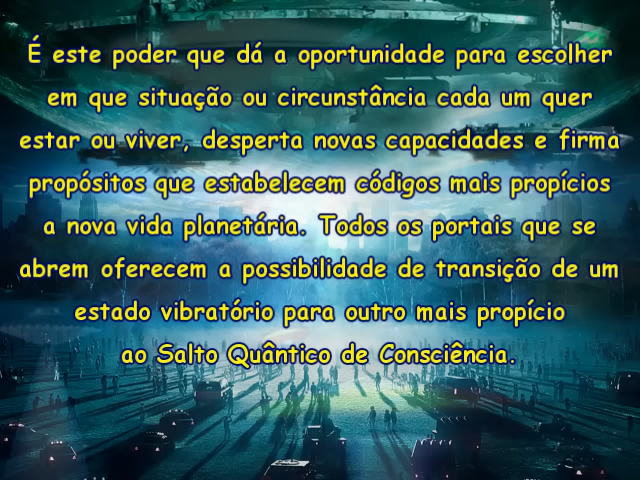 É este poder que dá a oportunidade para escolher
em que situação ou circunstância cada um quer
estar ou viver, desperta novas capacidades e firma
propósitos que estabelecem códigos mais propícios
a nova vida planetária. Todos os portais que se
abrem oferecem a possibilidade de transição de um
estado vibratório para outro mais propício
ao Salto Quântico de Consciência.